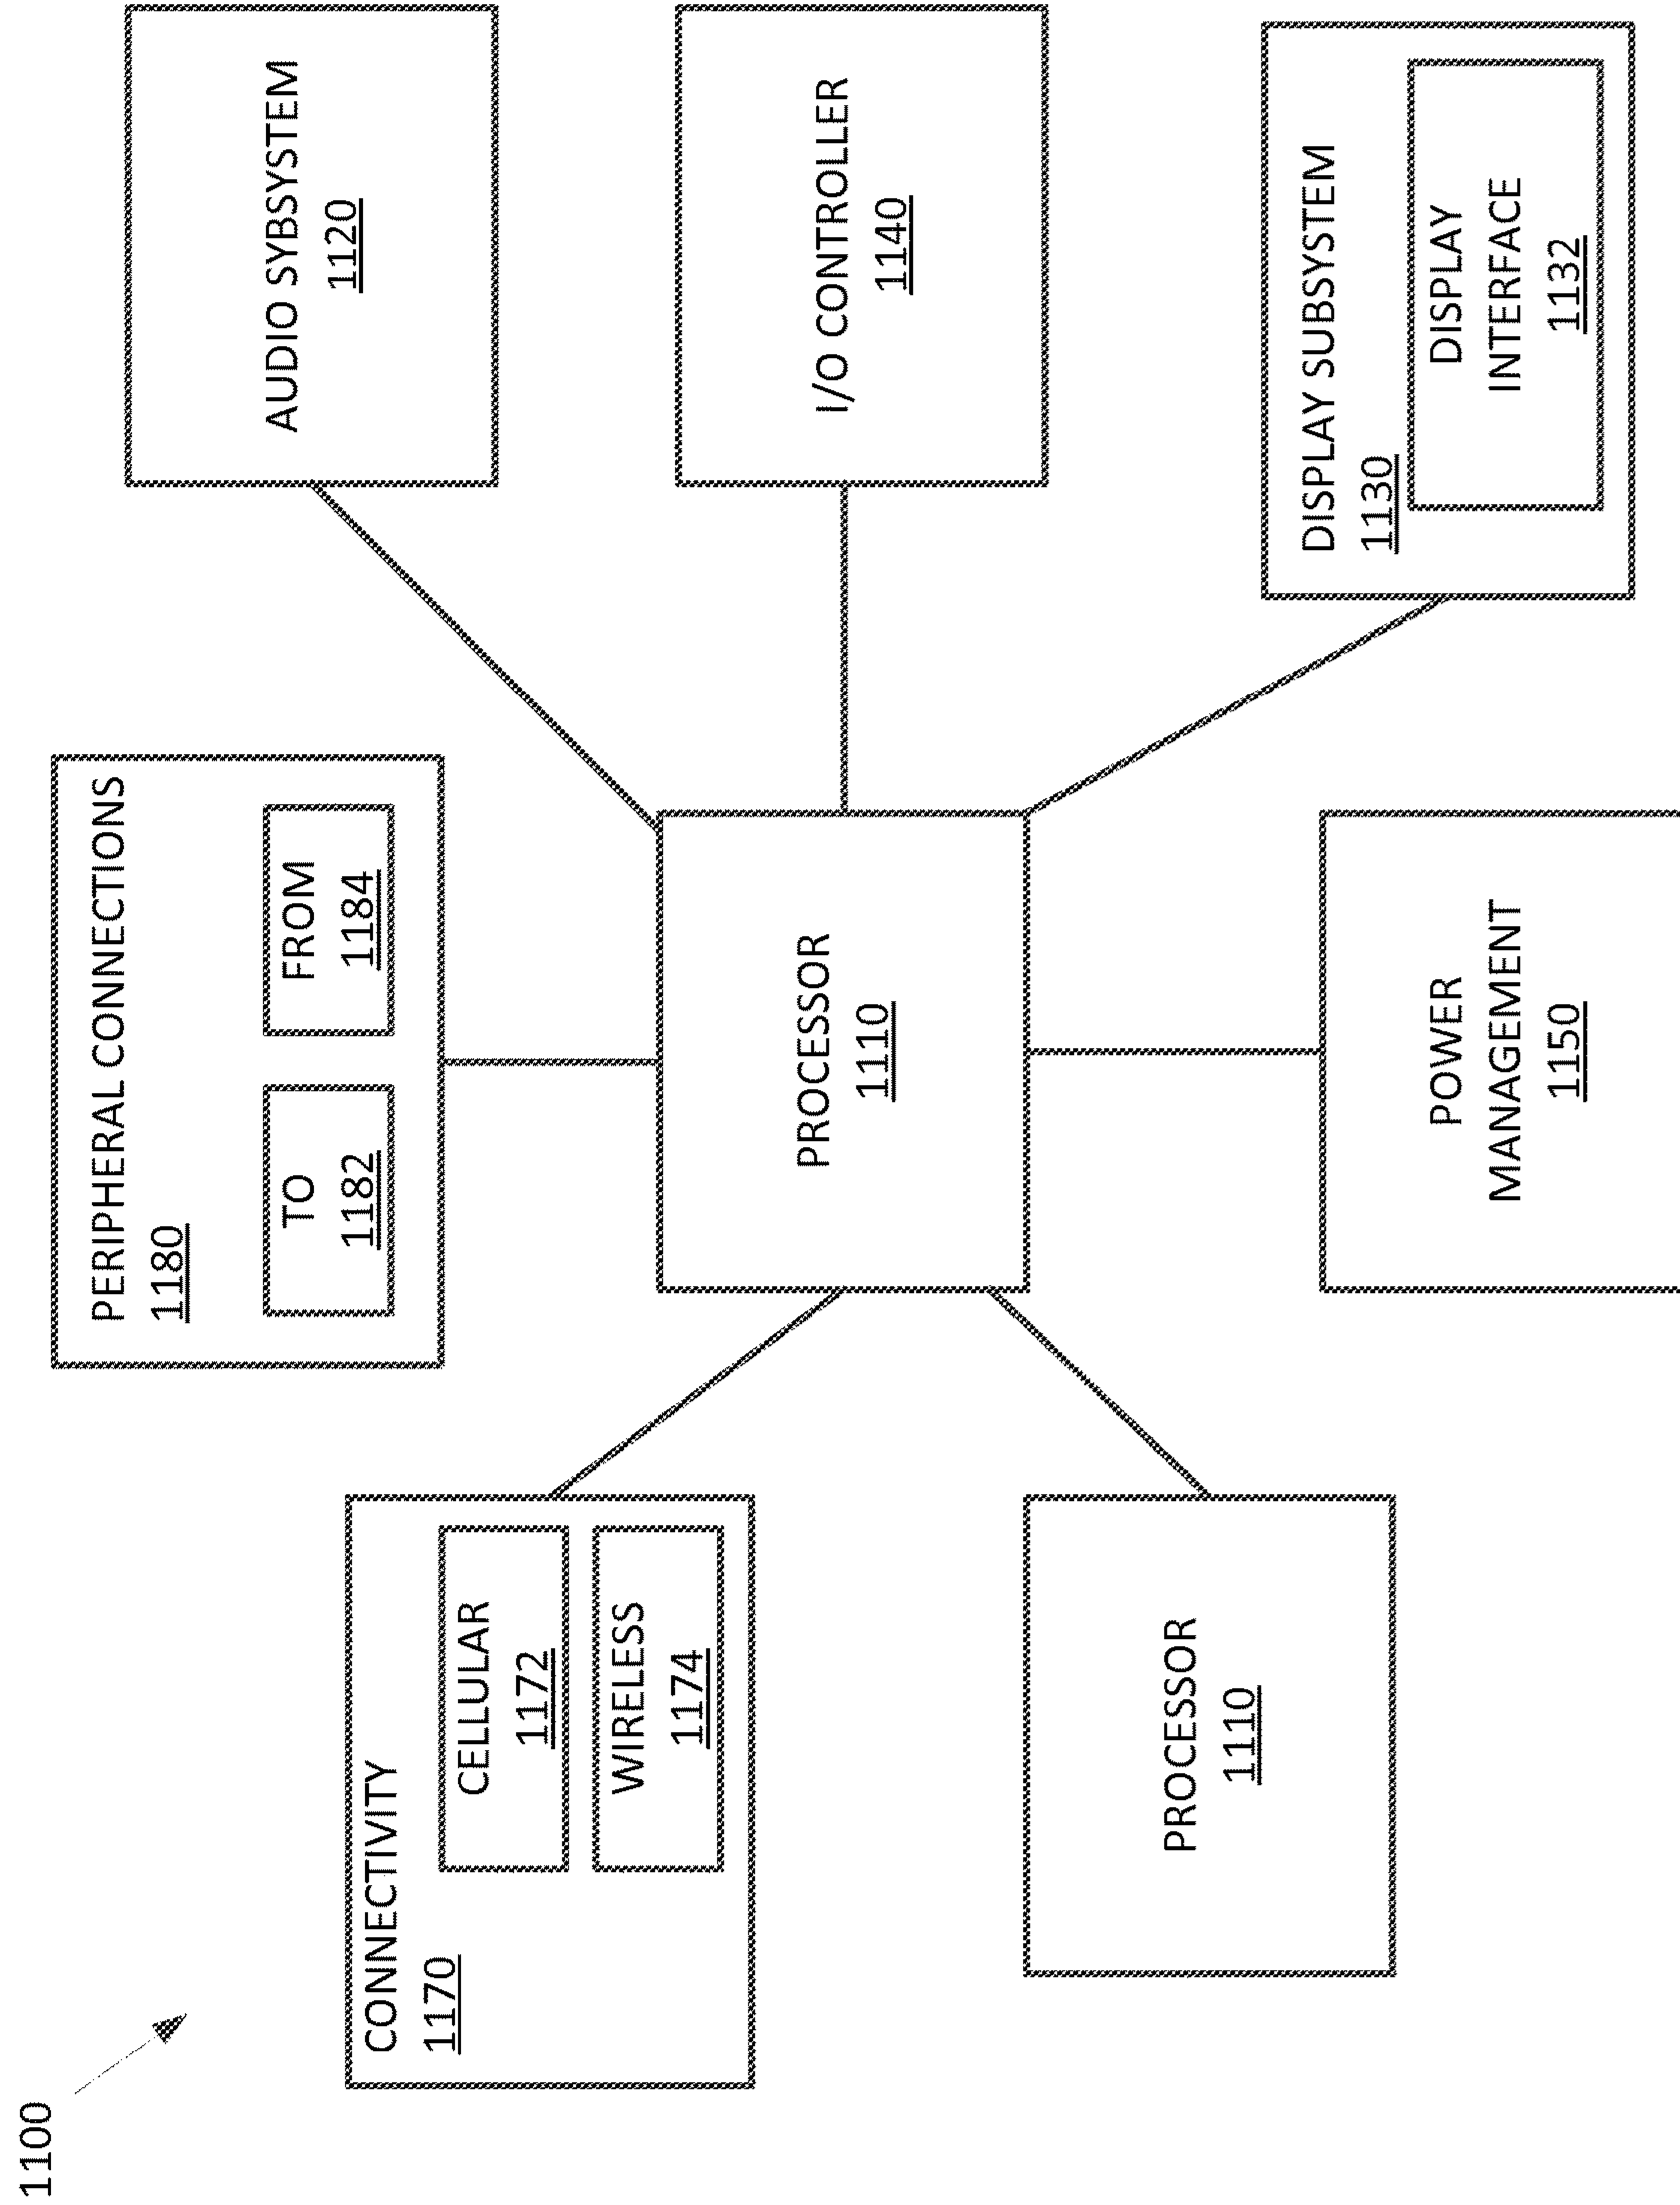 1100
CONNECTIVITY
1170
CELLULAR
1172
WIRELESS
1174
PERIPHERAL CONNECTIONS
1180
TO
1182
FROM
1184
AUDIO SYBSYSTEM
1120
PROCESSOR
1110
I/O CONTROLLER
1140
PROCESSOR
1110
POWER
MANAGEMENT
1150
DISPLAY SUBSYSTEM
1130
DISPLAY
INTERFACE
1132